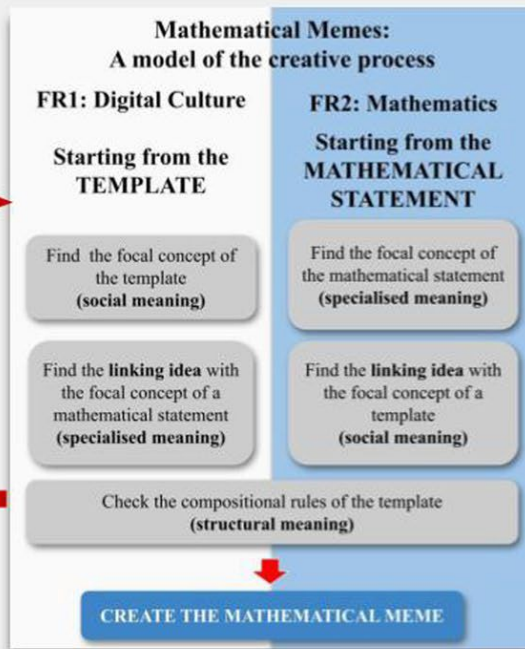 Mathematical Memes:
A model of the creative process
FR1: Digital Culture
Starting from the
TEMPLATE
Find the focal concept of
the template
(social meaning)
Find the linking idea with
the focal concept of a
mathematical statement
(specialised meaning)
FR2: Mathematics
Starting from the
MATHEMATICAL
STATEMENT
Find the focal concept of
the mathematical statement
(specialised meaning)
Find the linking idea with
the focal concept of a
template
(social meaning)
Check the compositional rules of the template
(structural meaning)
CREATE THE MATHEMATICAL MEME